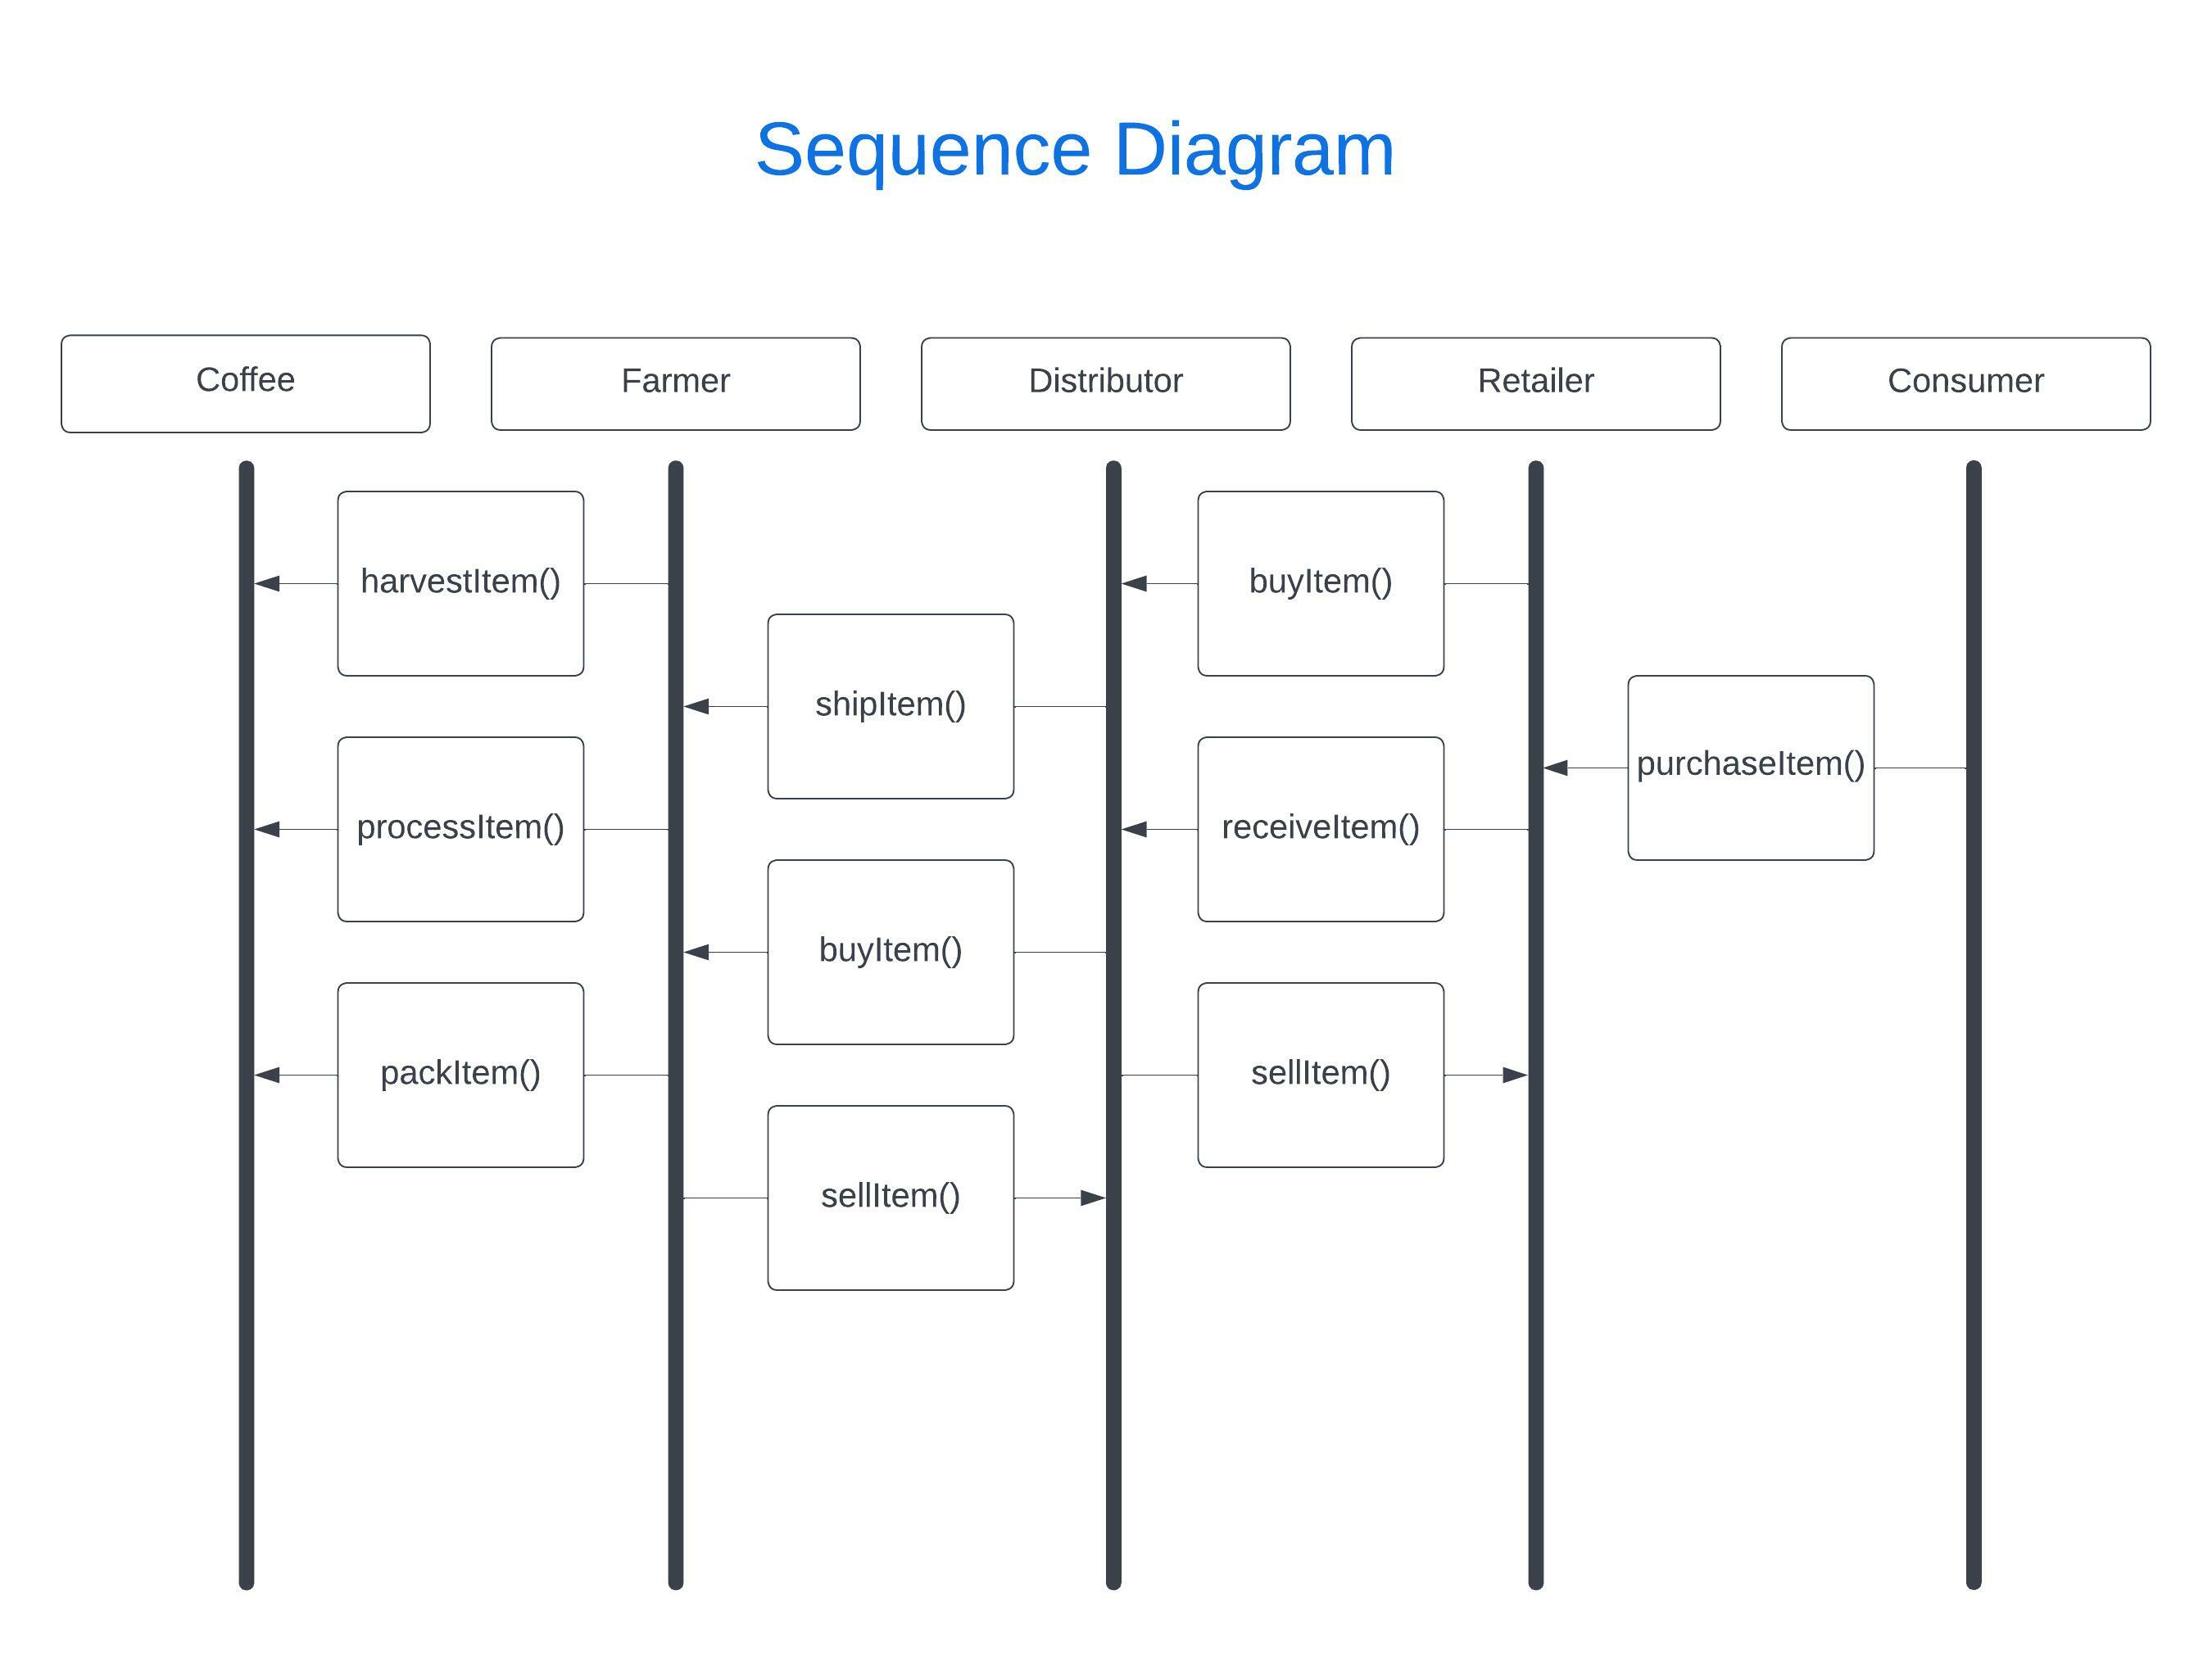 Sequence Diagram
Coffee
Farmer
Distributor
Retailer
Consumer
harvestItem()
buyItem()
shipItem()
purchaseItem()
processItem()
receiveItem()
buyItem()
packItem()
sellItem()
sellItem()